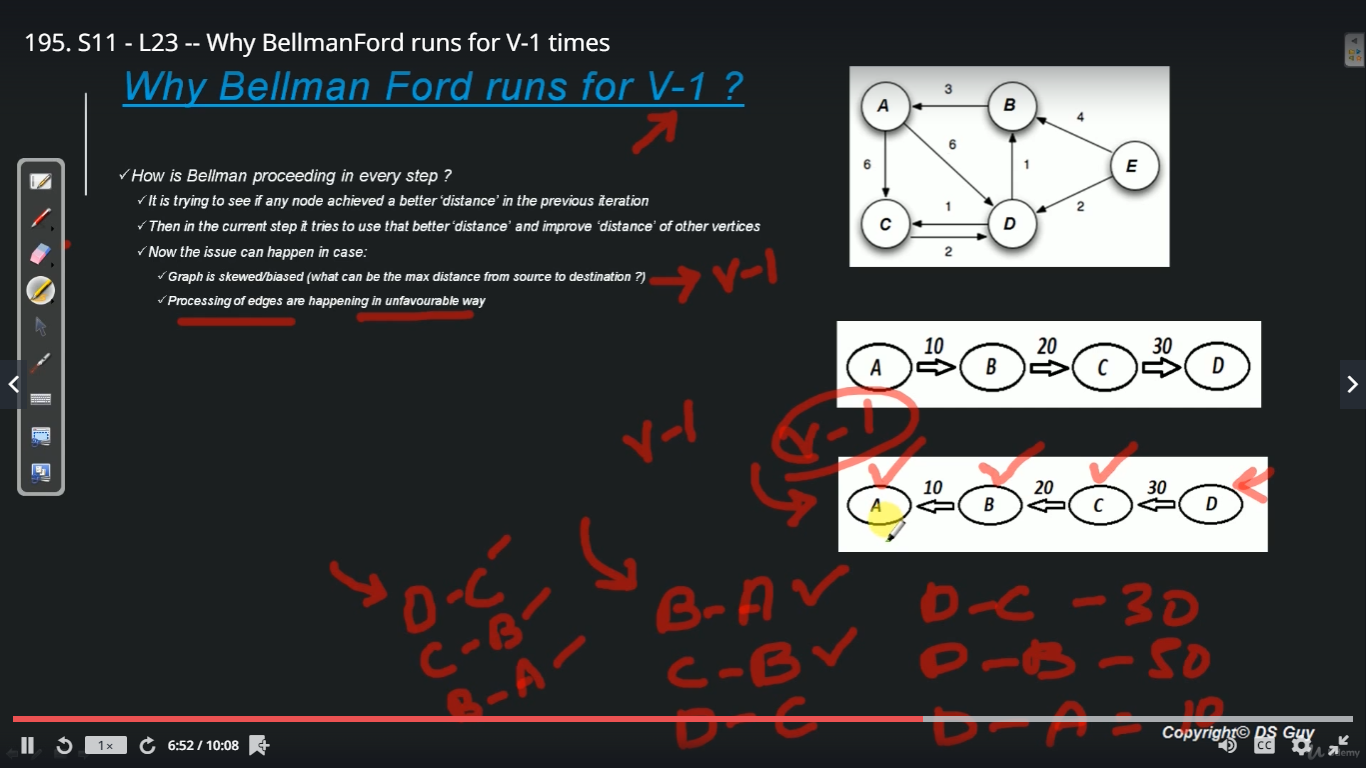 195. S11 - L23 -- Why BellmanFord runs for V-1 times
Why Bellman Ford runs for V-1 ?
✓How is Bellman proceeding in every step ?
✓It is trying to see if any node achieved a better 'distance' in the previous iteration
✓Then in the current step it tries to use that better 'distance' and improve 'distance' of other vertices
✓Now the issue can happen in case:
✓Graph is skewed/biased (what can be the max distance from source to destination ?)
v-1
✓Processing of edges are happening in unfavourable way
A 3 B
4
6 6 1 E
1 2
C D
2
10 20 30
A B C D
v-1 v-1
10 20 30
A B C D
D-C
C-B
B-A
B-A
C-B
D-C
D-C-30
D-B-50
D-A=
Copyright© DS Guy
1x
6:52 / 10:08
CC